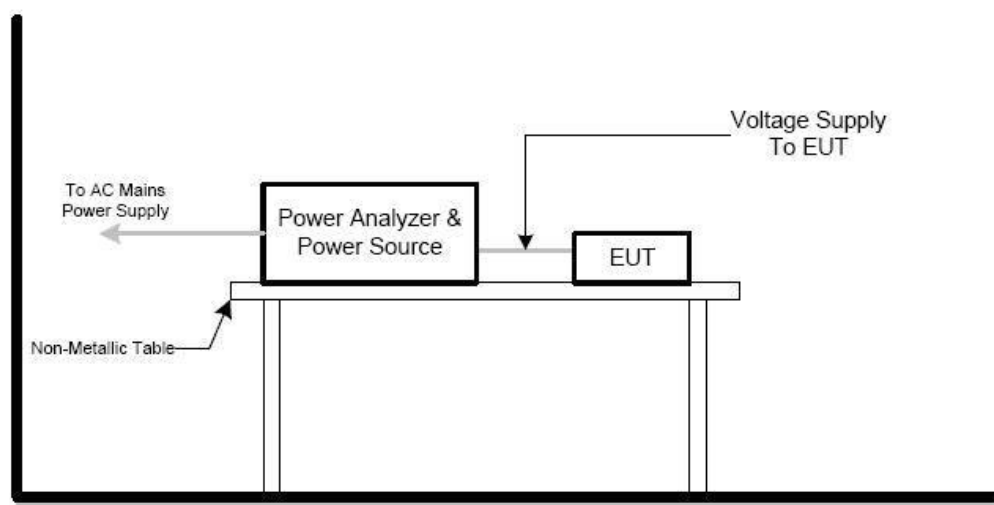 Voltage Supply
To EUT
To AC Mains
Power Supply
Power Analyzer &
Power Source
EUT
Non-Metallic Table